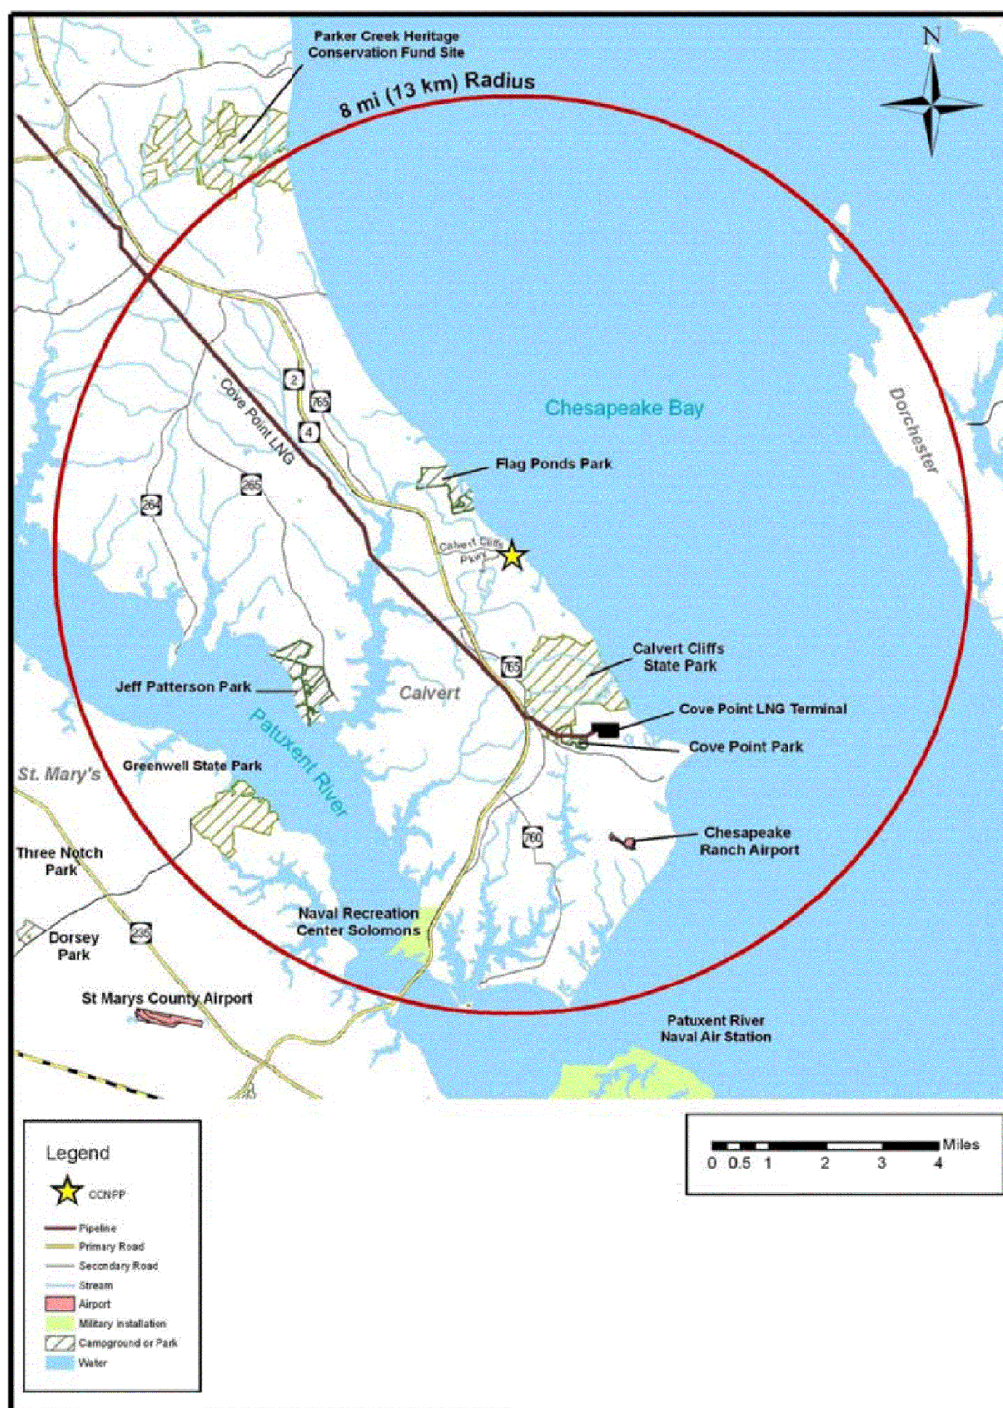 Parker Creek Heritage
Conservation Fund Site
N
8 mi (13 km) Radius
2
765
4
Cove Point LNG
Chesapeake Bay
Dorchester
Flag Ponds Park
265
264
Calvert Cliffs
Pkwy
765
Calvert Cliffs
State Park
Jeff Patterson Park
Calvert
Cove Point LNG Terminal
Cove Point Park
Patuxent River
Greenwell State Park
St. Mary's
760
Chesapeake
Ranch Airport
Three Notch
Park
Naval Recreation
Center Solomons
235
Dorsey
Park
St Marys County Airport
Patuxent River
Naval Air Station
Legend
CCNPP
Pipeline
Primary Road
Secondary Road
Stream
Airport
Military Installation
Campground or Park
Water
Miles
0 0.5 1 2 3 4